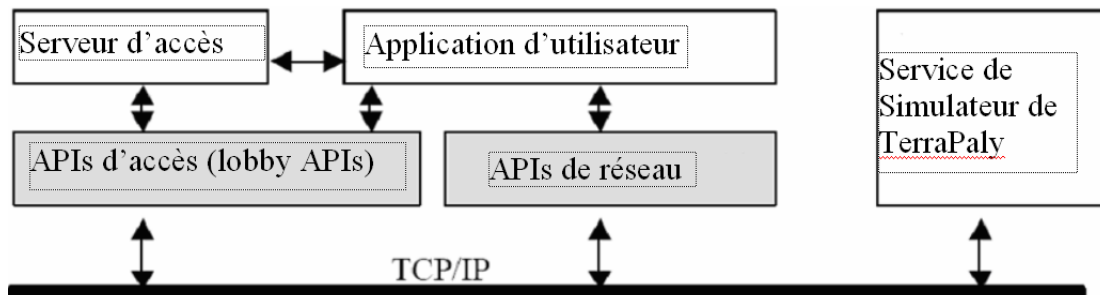 Serveur d’accès
Application d’utilisateur
Service de
Simulateur de
TerraPaly
APIs d’accès (lobby APIs)
APIs de réseau
TCP/IP